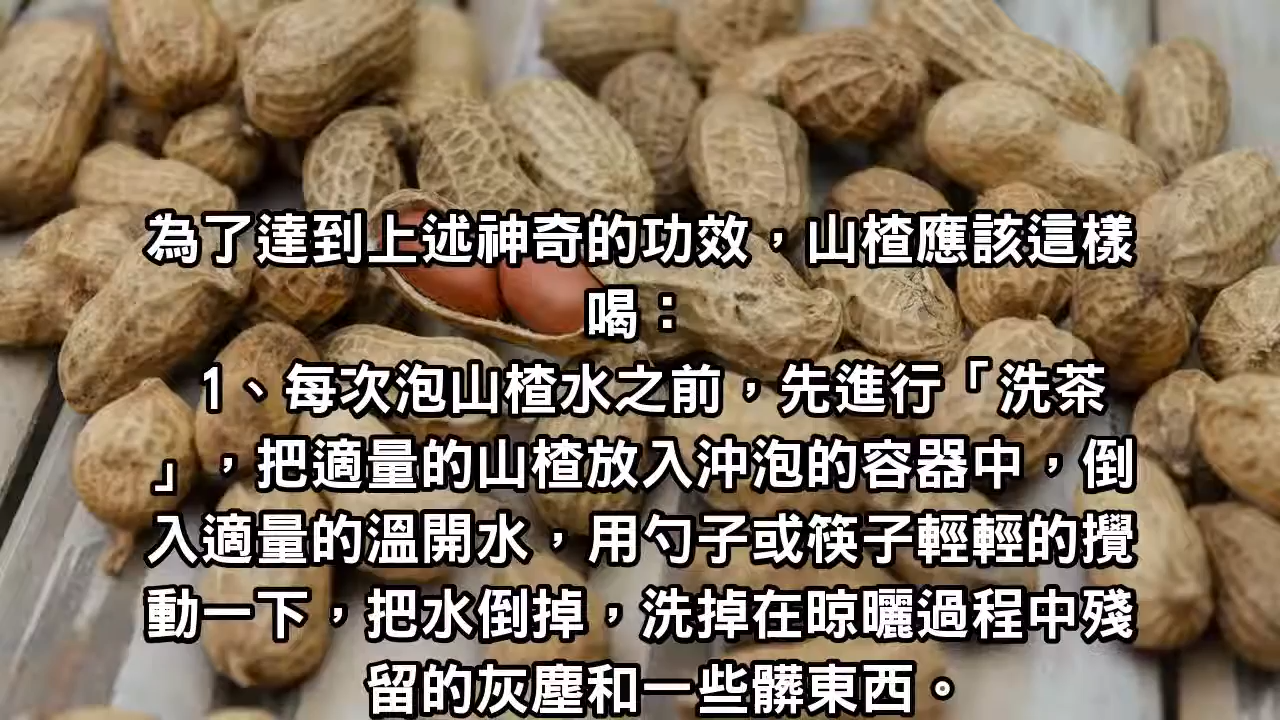 為了達到上述神奇的功效，山楂應該這樣
喝：
1、每次泡山楂水之前，先進行「洗茶
」，把適量的山楂放入沖泡的容器中，倒
入適量的溫開水，用勺子或筷子輕輕的攪
動一下，把水倒掉，洗掉在晾曬過程中殘
留的灰塵和一些髒東西。